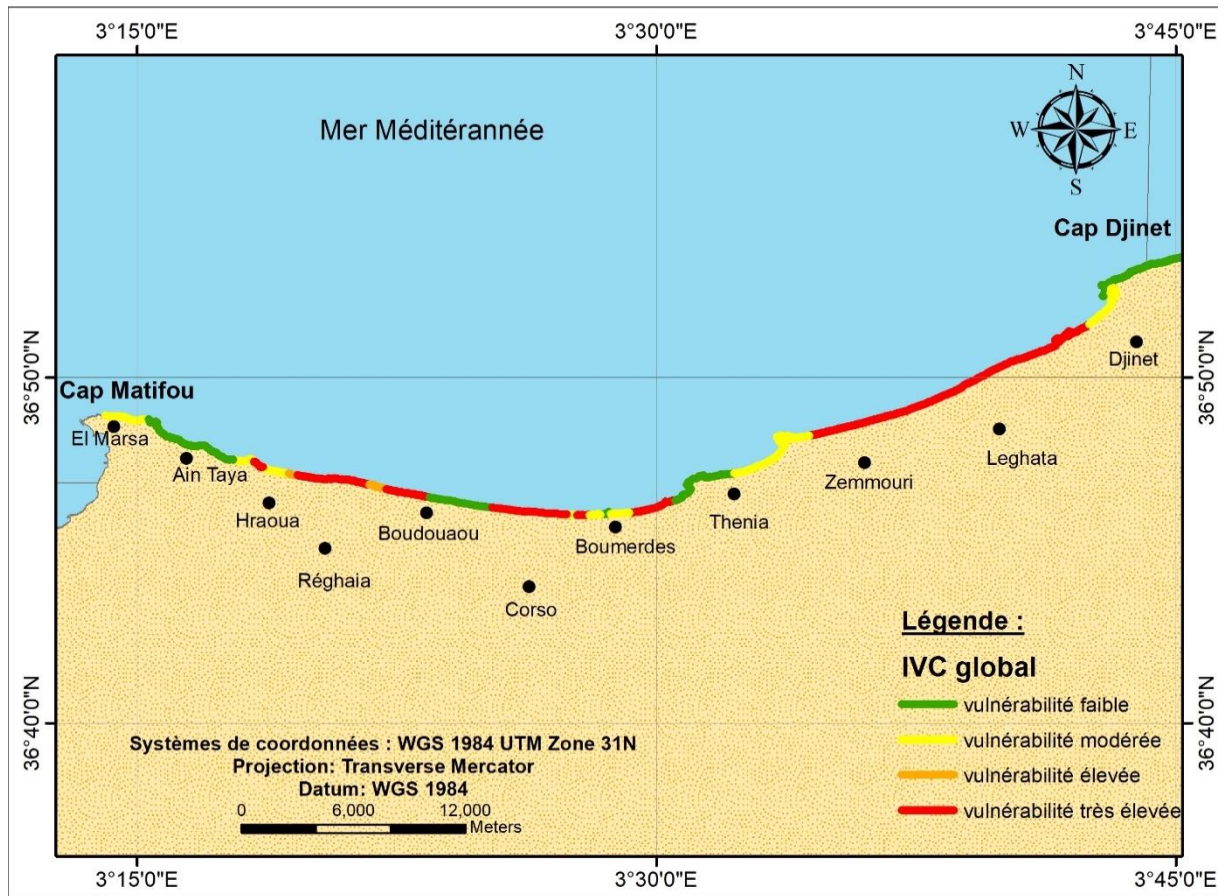 3°15'0"E
3°30'0"E
3°45'0"E
Mer Méditérannée
N
W
E
S
Cap Djinet
36°50'0"N
36°50'0"N
Djinet
Cap Matifou
El Marsa
Ain Taya
Hraoua
Réghaia
Boudouaou
Corso
Boumerdes
Thenia
Zemmouri
Leghata
Légende :
IVC global
vulnérabilité faible
vulnérabilité modérée
vulnérabilité élevée
vulnérabilité très élevée
36°40'0"N
36°40'0"N
Systèmes de coordonnées : WGS 1984 UTM Zone 31N
Projection: Transverse Mercator
Datum: WGS 1984
0 6,000 12,000
Meters
3°15'0"E
3°30'0"E
3°45'0"E